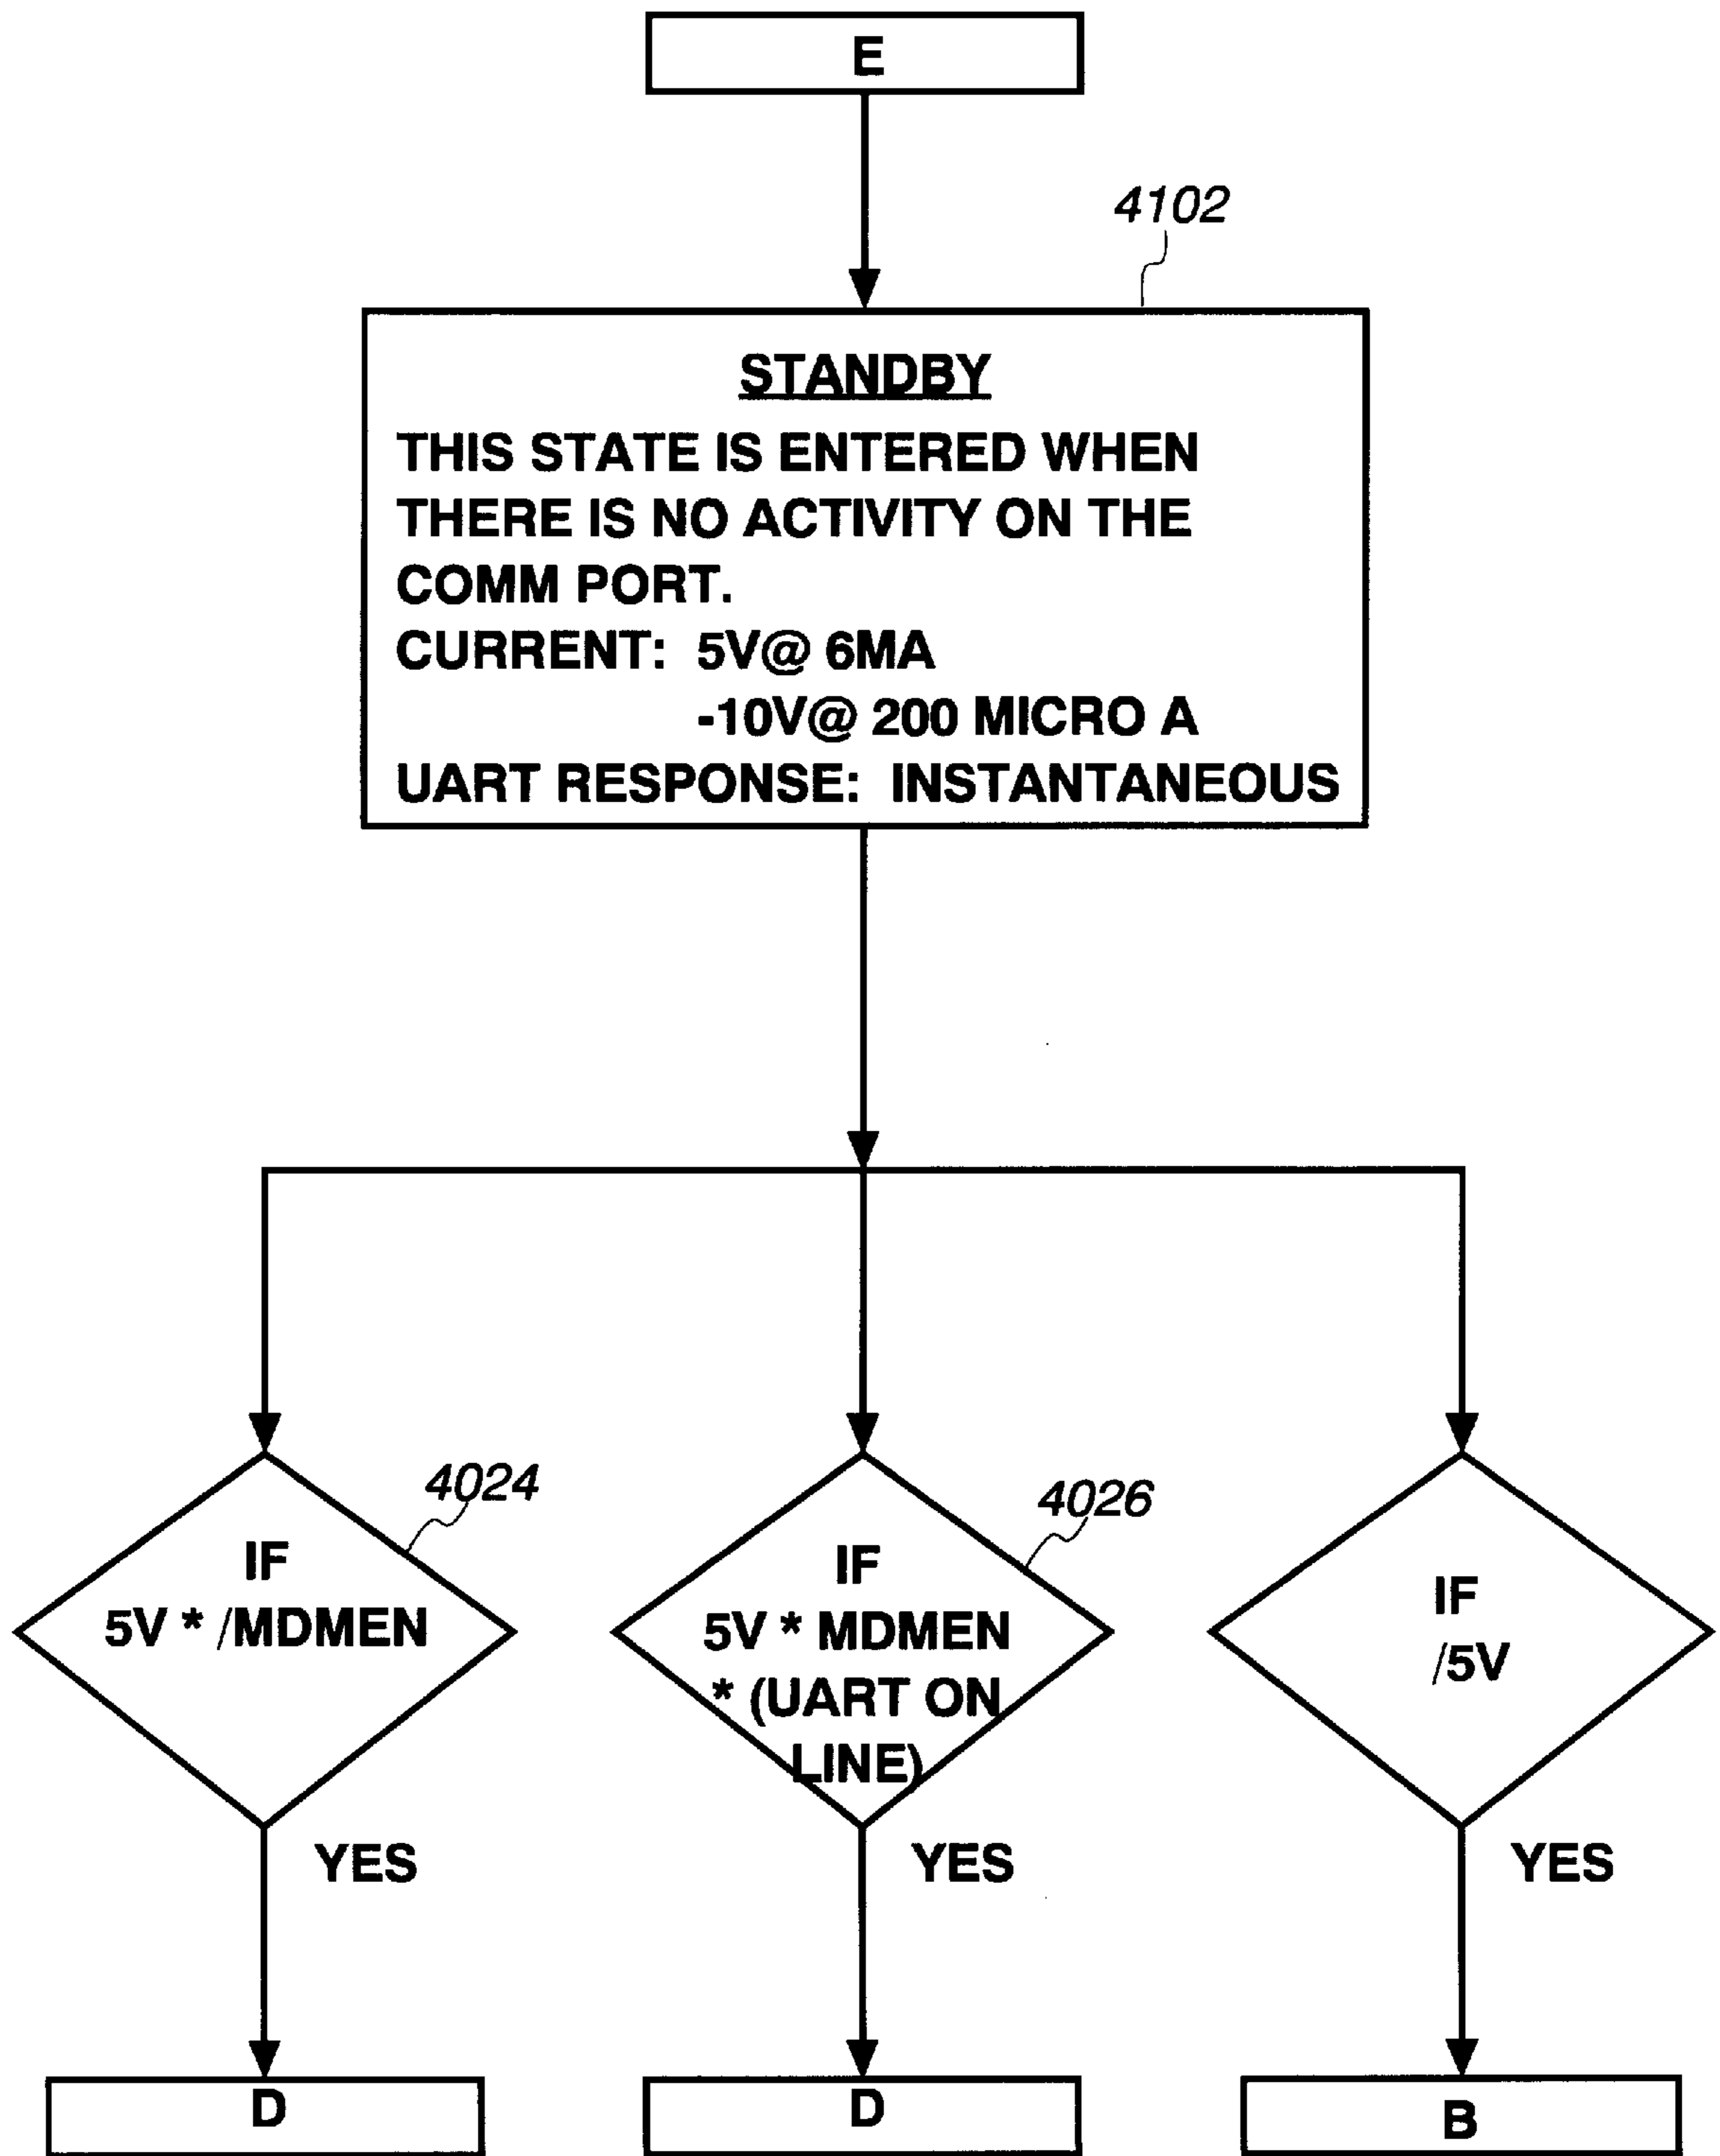 E
4102
STANDBY
THIS STATE IS ENTERED WHEN
THERE IS NO ACTIVITY ON THE
COMM PORT.
CURRENT: 5V@ 6MA
-10V@ 200 MICRO A
UART RESPONSE: INSTANTANEOUS
4024
IF
5V * /MDMEN
YES
D
4026
IF
5V * MDMEN
* (UART ON
LINE)
YES
D
IF
/5V
YES
B